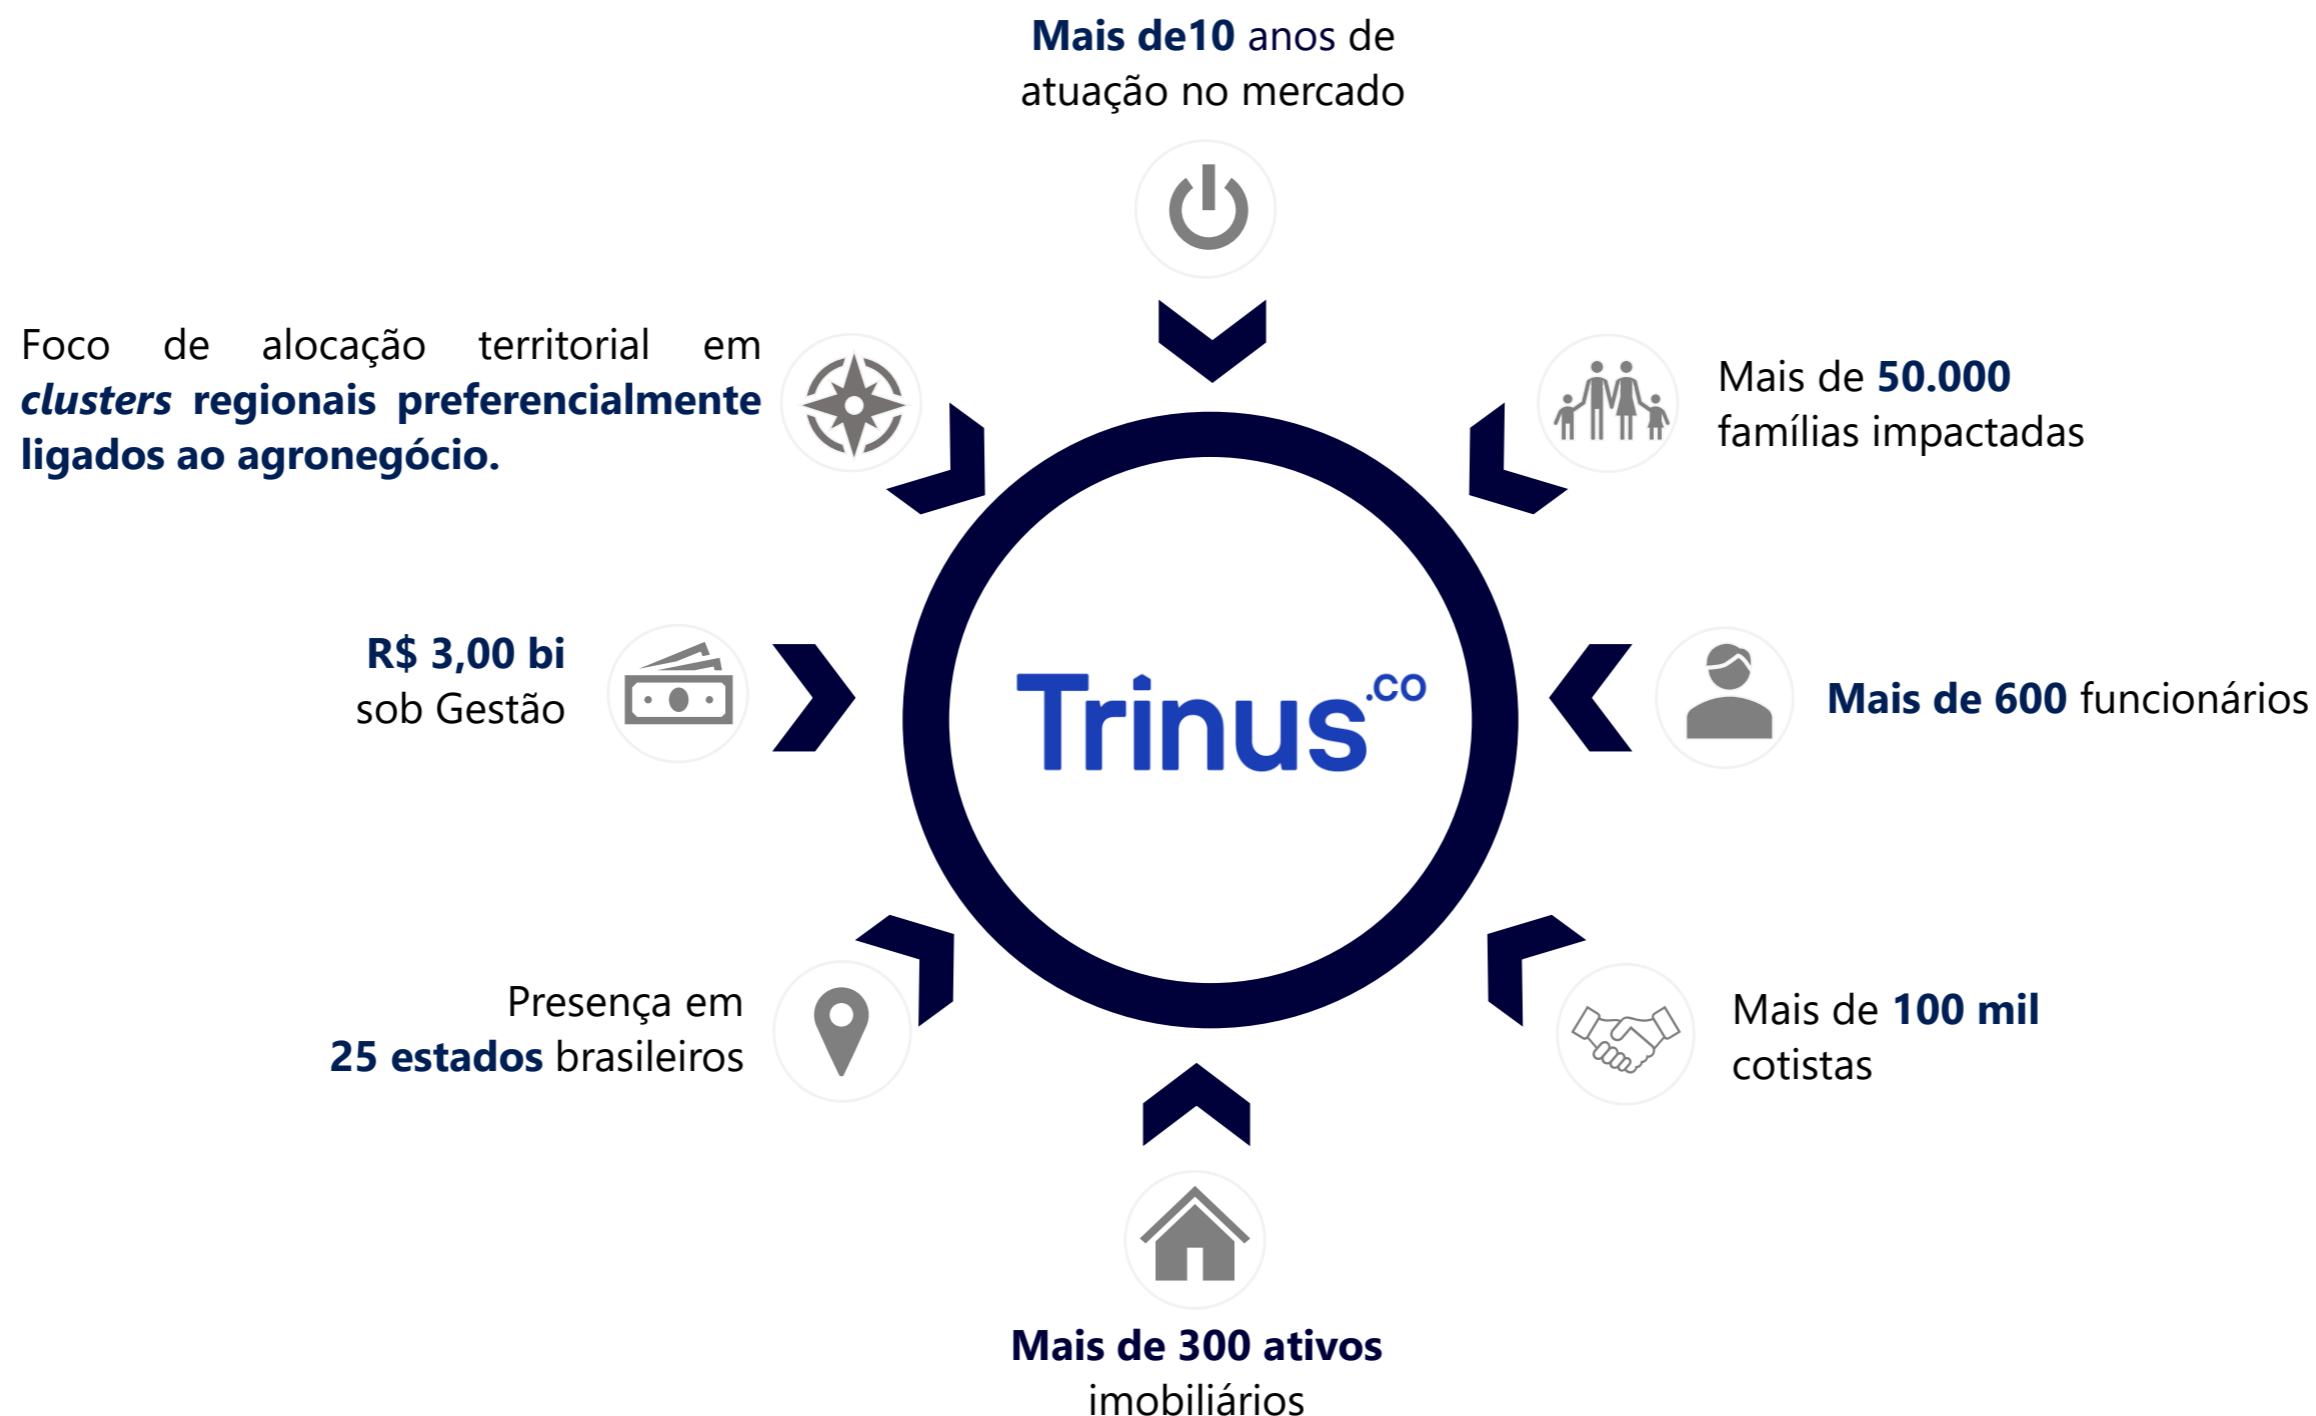 Mais de10 anos de
atuação no mercado
Foco de alocação territorial em
clusters regionais preferencialmente
ligados ao agronegócio.
Mais de 50.000
famílias impactadas
R$ 3,00 bi
sob Gestão
Trinus.co
Mais de 600 funcionários
Presença em
25 estados brasileiros
Mais de 100 mil
cotistas
Mais de 300 ativos
imobiliários